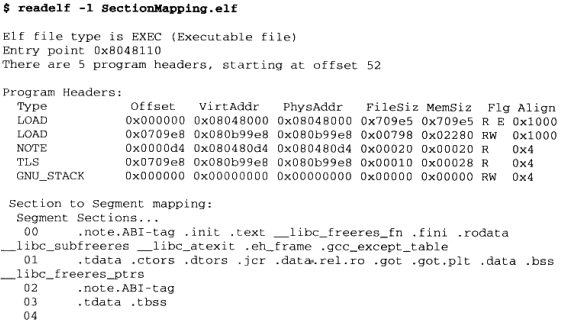 $ readelf -l SectionMapping.elf
Elf file type is EXEC (Executable file)
Entry point 0x8048110
There are 5 program headers, starting at offset 52
Program Headers:
Type Offset VirtAddr PhysAddr FileSiz MemSiz Flg Align
LOAD 0x000000 0x08048000 0x08048000 0x709e5 0x709e5 R E 0x1000
LOAD 0x0709e8 0x080b99e8 0x080b99e8 0x00798 0x02280 RW 0x1000
NOTE 0x0000d4 0x080480d4 0x080480d4 0x00020 0x00020 R 0x4
TLS 0x0709e8 0x080b99e8 0x080b99e8 0x00010 0x00028 R 0x4
GNU_STACK 0x000000 0x00000000 0x00000000 0x00000 0x00000 RW 0x4
Section to Segment mapping:
Segment Sections...
00 .note.ABI-tag .init .text __libc_freeres_fn .fini .rodata
__libc_subfreeres __libc_atexit .eh_frame .gcc_except_table
01 .tdata .ctors .dtors .jcr .data.rel.ro .got .got.plt .data .bss
__libc_freeres_ptrs
02 .note.ABI-tag
03 .tdata .tbss
04